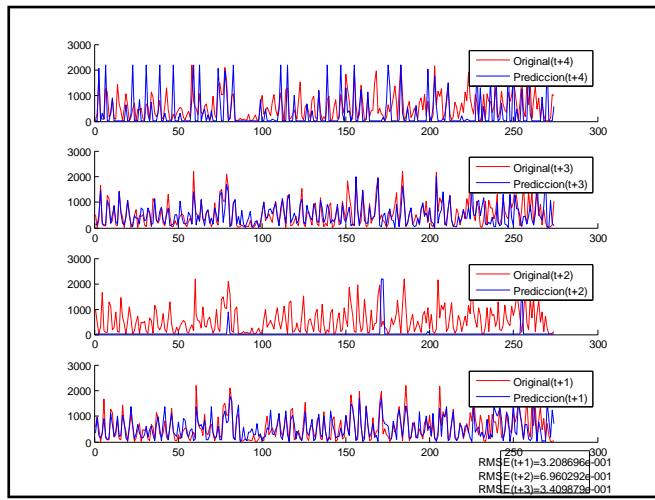 3000
2000
1000
0
0 50 100 150 200 250 300
Original(t+4)
Prediccion(t+4)
3000
2000
1000
0
0 50 100 150 200 250 300
Original(t+3)
Prediccion(t+3)
3000
2000
1000
0
0 50 100 150 200 250 300
Original(t+2)
Prediccion(t+2)
3000
2000
1000
0
0 50 100 150 200 250 300
Original(t+1)
Prediccion(t+1)
RMSE(t+1)=3.208696e-001
RMSE(t+2)=6.960292e-001
RMSE(t+3)=3.409879e-001